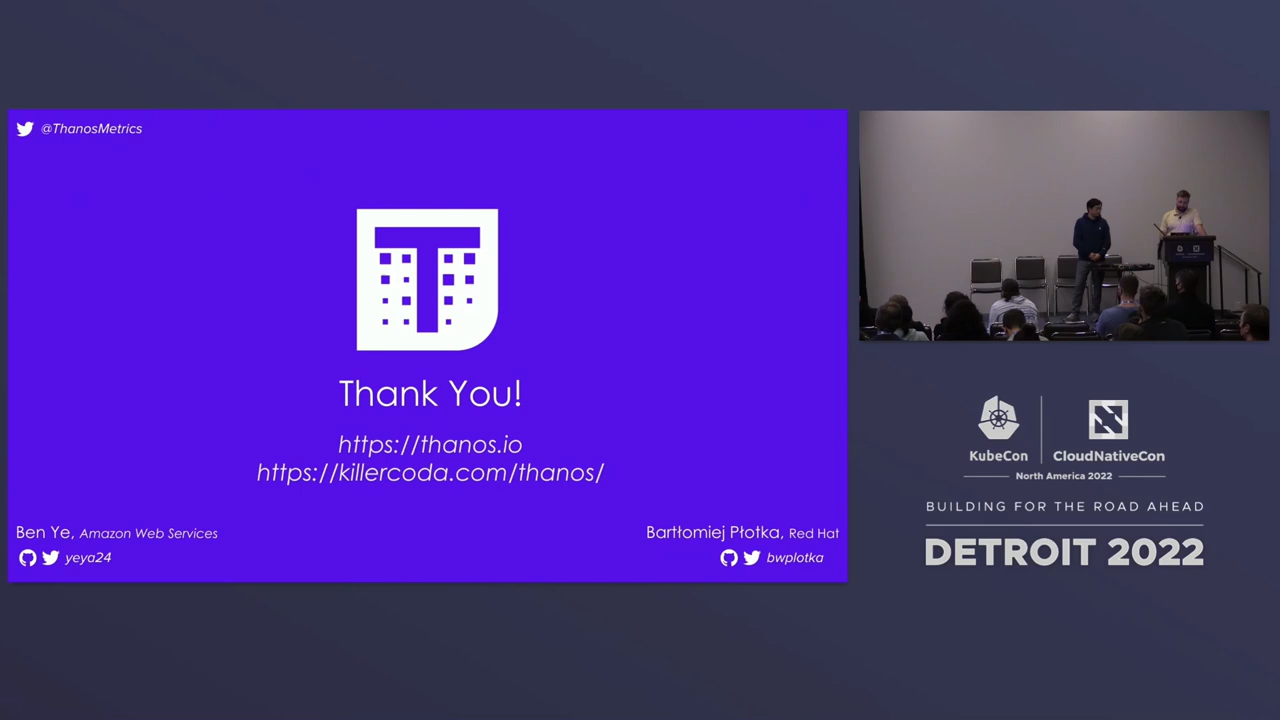 @ThanosMetrics
T
Thank You!
https://thanos.io
https://killercoda.com/thanos/
Ben Ye, Amazon Web Services
yeya24
Bartłomiej Płotka, Red Hat
bwplotka
KubeCon
CloudNativeCon
North America 2022
BUILDING FOR THE ROAD AHEAD
DETROIT 2022